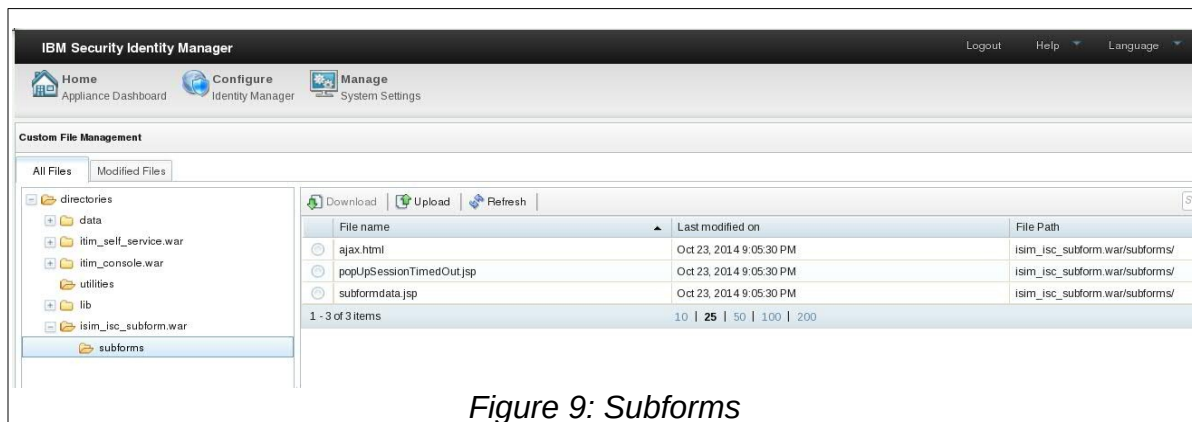 IBM Security Identity Manager
Logout Help Language
Home
Appliance Dashboard
Configure
Identity Manager
Manage
System Settings
Custom File Management
All Files Modified Files
directories
data
itim_self_service.war
itim_console.war
utilities
lib
isim_isc_subform.war
subforms
Download Upload Refresh
File name Last modified on File Path
ajax.html Oct 23, 2014 9:05:30 PM isim_isc_subform.war/subforms/
popUpSessionTimedOut.jsp Oct 23, 2014 9:05:30 PM isim_isc_subform.war/subforms/
subformdata.jsp Oct 23, 2014 9:05:30 PM isim_isc_subform.war/subforms/
1 - 3 of 3 items 10 | 25 | 50 | 100 | 200
Figure 9: Subforms